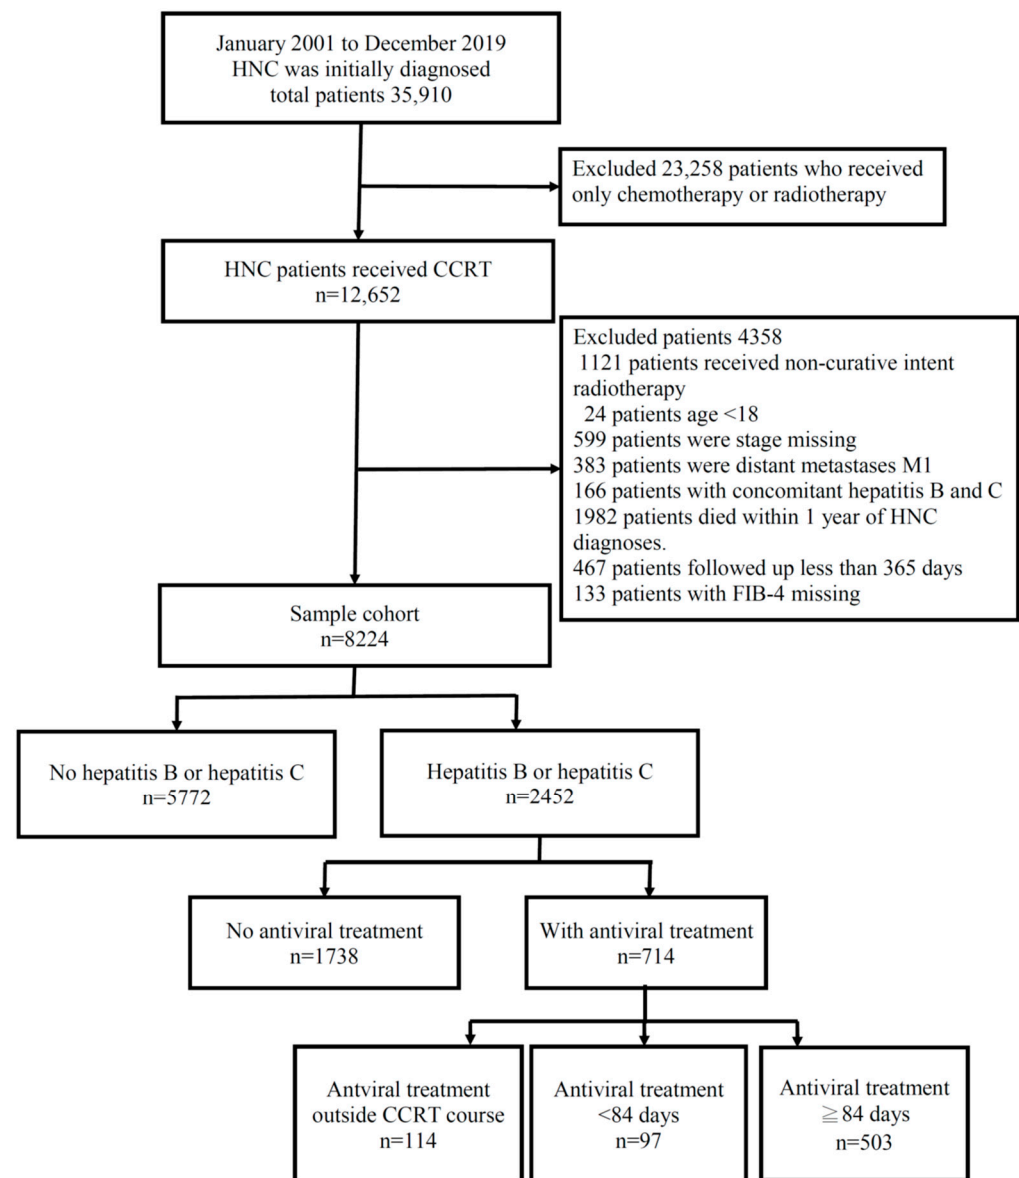 January 2001 to December 2019
HNC was initially diagnosed
total patients 35,910
Excluded 23,258 patients who received
only chemotherapy or radiotherapy
HNC patients received CCRT
n=12,652
Excluded patients 4358
1121 patients received non-curative intent
radiotherapy
24 patients age <18
599 patients were stage missing
383 patients were distant metastases M1
166 patients with concomitant hepatitis B and C
1982 patients died within 1 year of HNC
diagnoses.
467 patients followed up less than 365 days
133 patients with FIB-4 missing
Sample cohort
n=8224
No hepatitis B or hepatitis C
n=5772
Hepatitis B or hepatitis C
n=2452
No antiviral treatment
n=1738
With antiviral treatment
n=714
Antviral treatment
outside CCRT course
n=114
Antiviral treatment
<84 days
n=97
Antiviral treatment
≧84 days
n=503